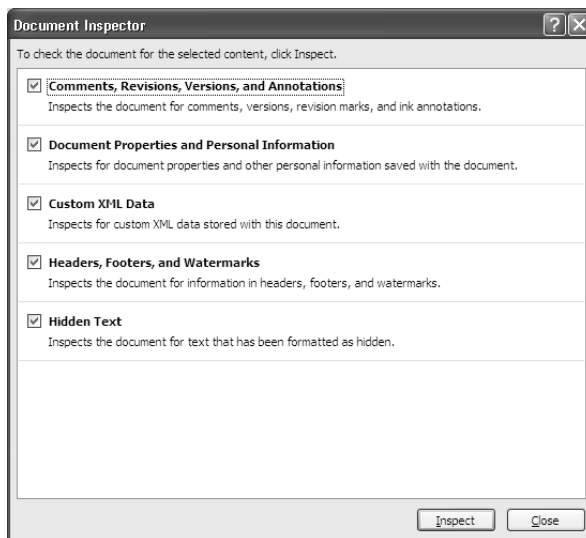 Document Inspector
To check the document for the selected content, click Inspect.
Comments, Revisions, Versions, and Annotations
Inspects the document for comments, versions, revision marks, and ink annotations.
Document Properties and Personal Information
Inspects for document properties and other personal information saved with the document.
Custom XML Data
Inspects for custom XML data stored with this document.
Headers, Footers, and Watermarks
Inspects the document for information in headers, footers, and watermarks.
Hidden Text
Inspects the document for text that has been formatted as hidden.
Inspect Close